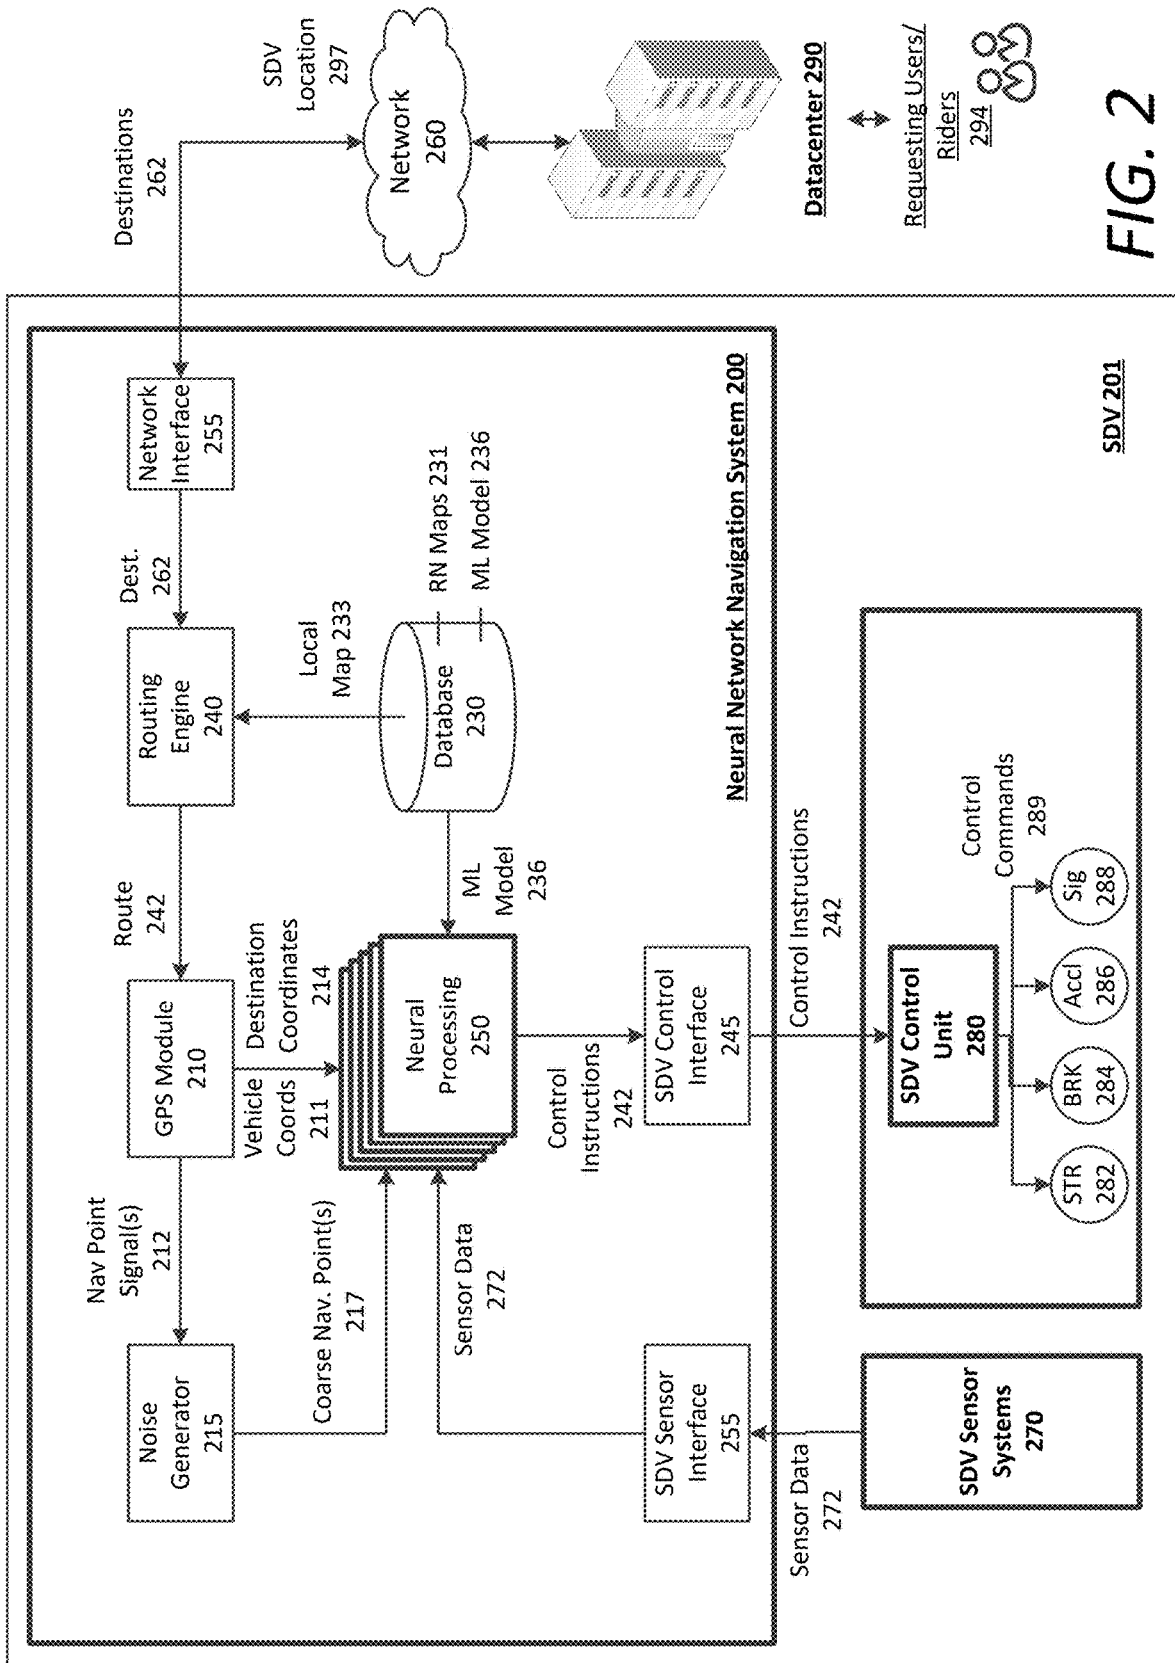 Noise
Generator
215
Nav Point
Signal(s)
212
GPS Module
210
Route
242
Routing
Engine
240
Dest.
262
Network
Interface
255
Destinations
262
SDV
Location
297
Network
260
Coarse Nav. Point(s)
217
Vehicle
Coords
211
Destination
Coordinates
214
Local
Map 233
Sensor Data
272
Neural
Processing
250
ML
Model
236
Database
230
RN Maps 231
ML Model 236
Datacenter 290
Requesting Users/
Riders
294
Control
Instructions
242
SDV Sensor
Interface
255
SDV Control
Interface
245
Neural Network Navigation System 200
Sensor Data
272
Control Instructions
242
SDV Sensor
Systems
270
SDV Control
Unit
280
Control
Commands
289
STR
282
BRK
284
Accl
286
Sig
288
SDV 201
FIG. 2